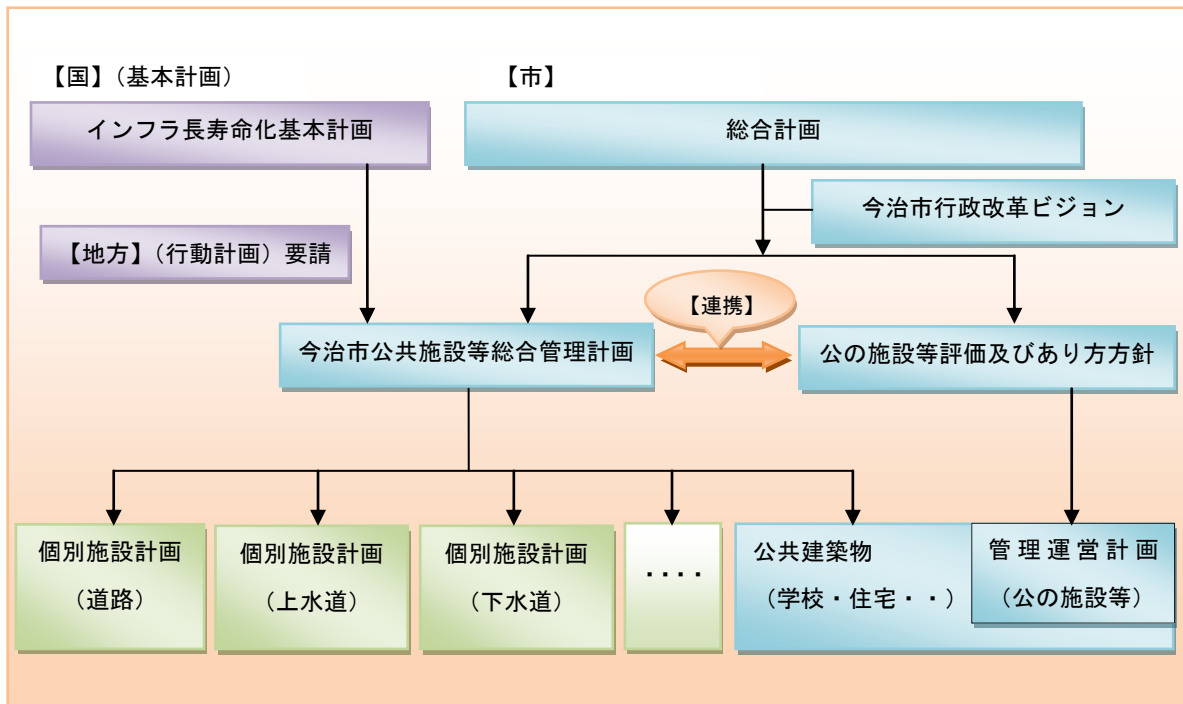 【国】（基本計画）
【市】
インフラ長寿命化基本計画
総合計画
今治市行政改革ビジョン
【地方】（行動計画）要請
【連携】
今治市公共施設等総合管理計画
公の施設等評価及びあり方方針
個別施設計画
（道路）
個別施設計画
（上水道）
個別施設計画
（下水道）
・・・・
公共建築物
（学校・住宅・・）
管理運営計画
（公の施設等）